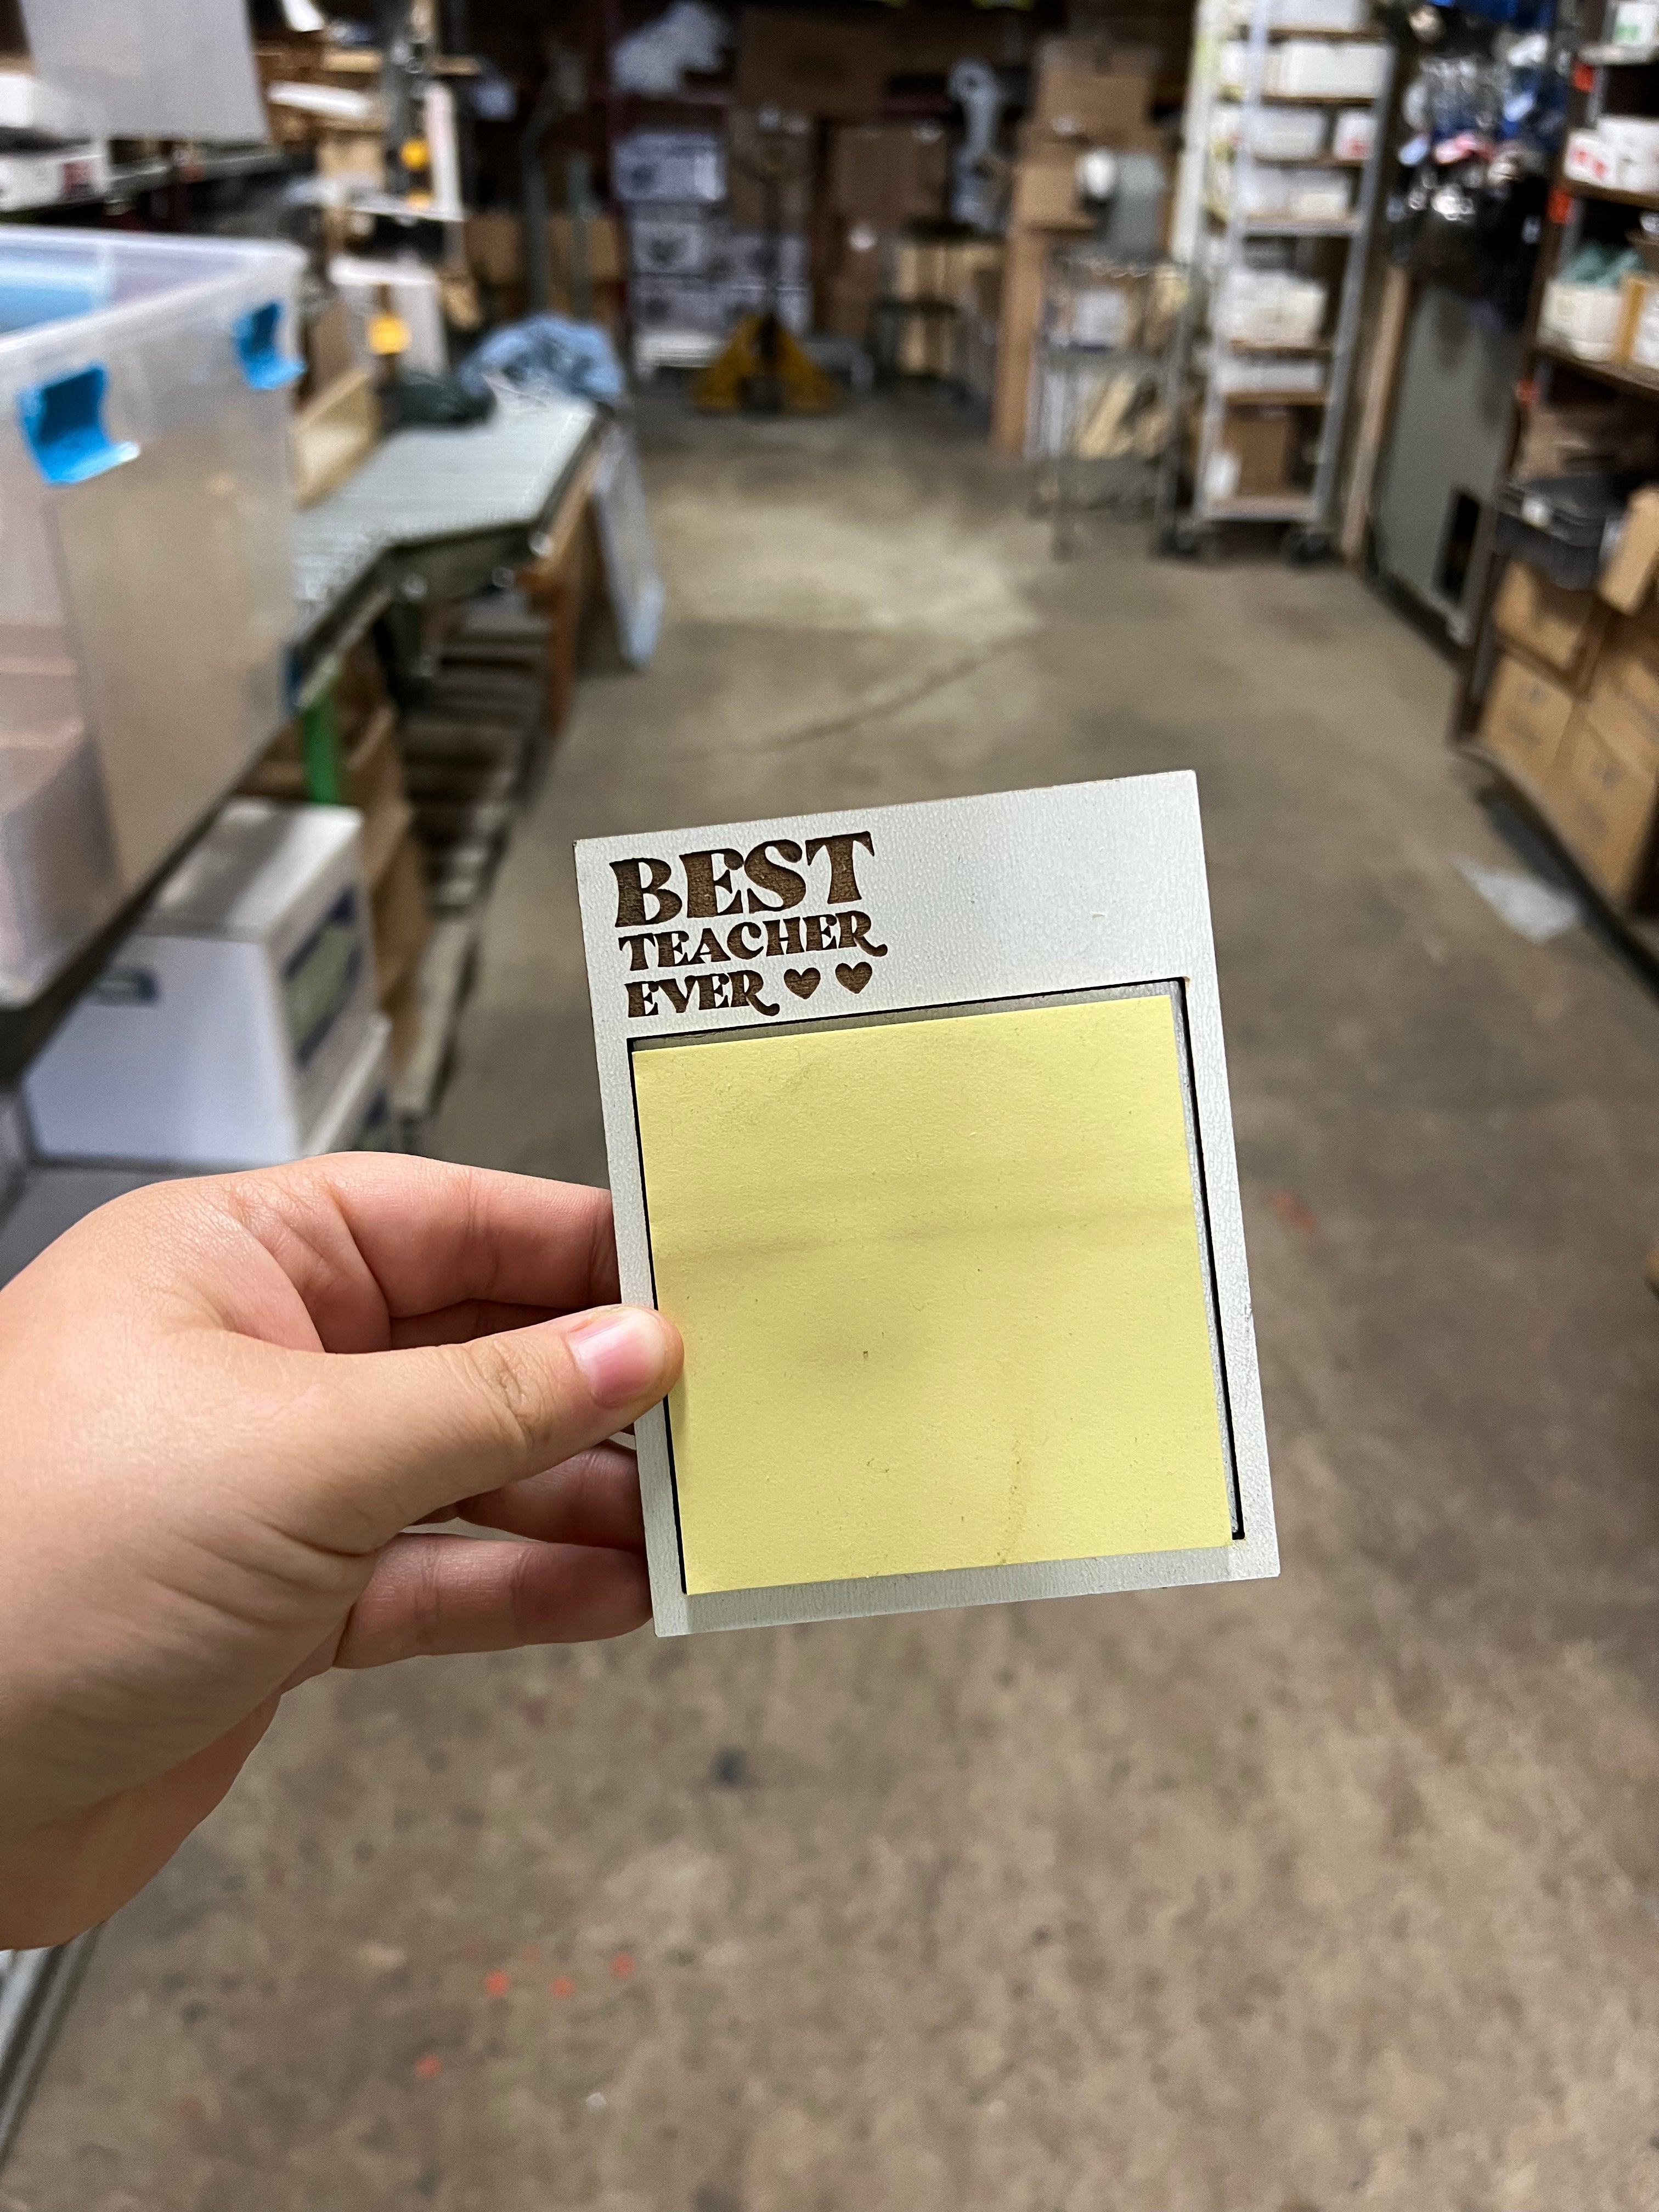 BEST
TEACHER
EVER ♥ ♥